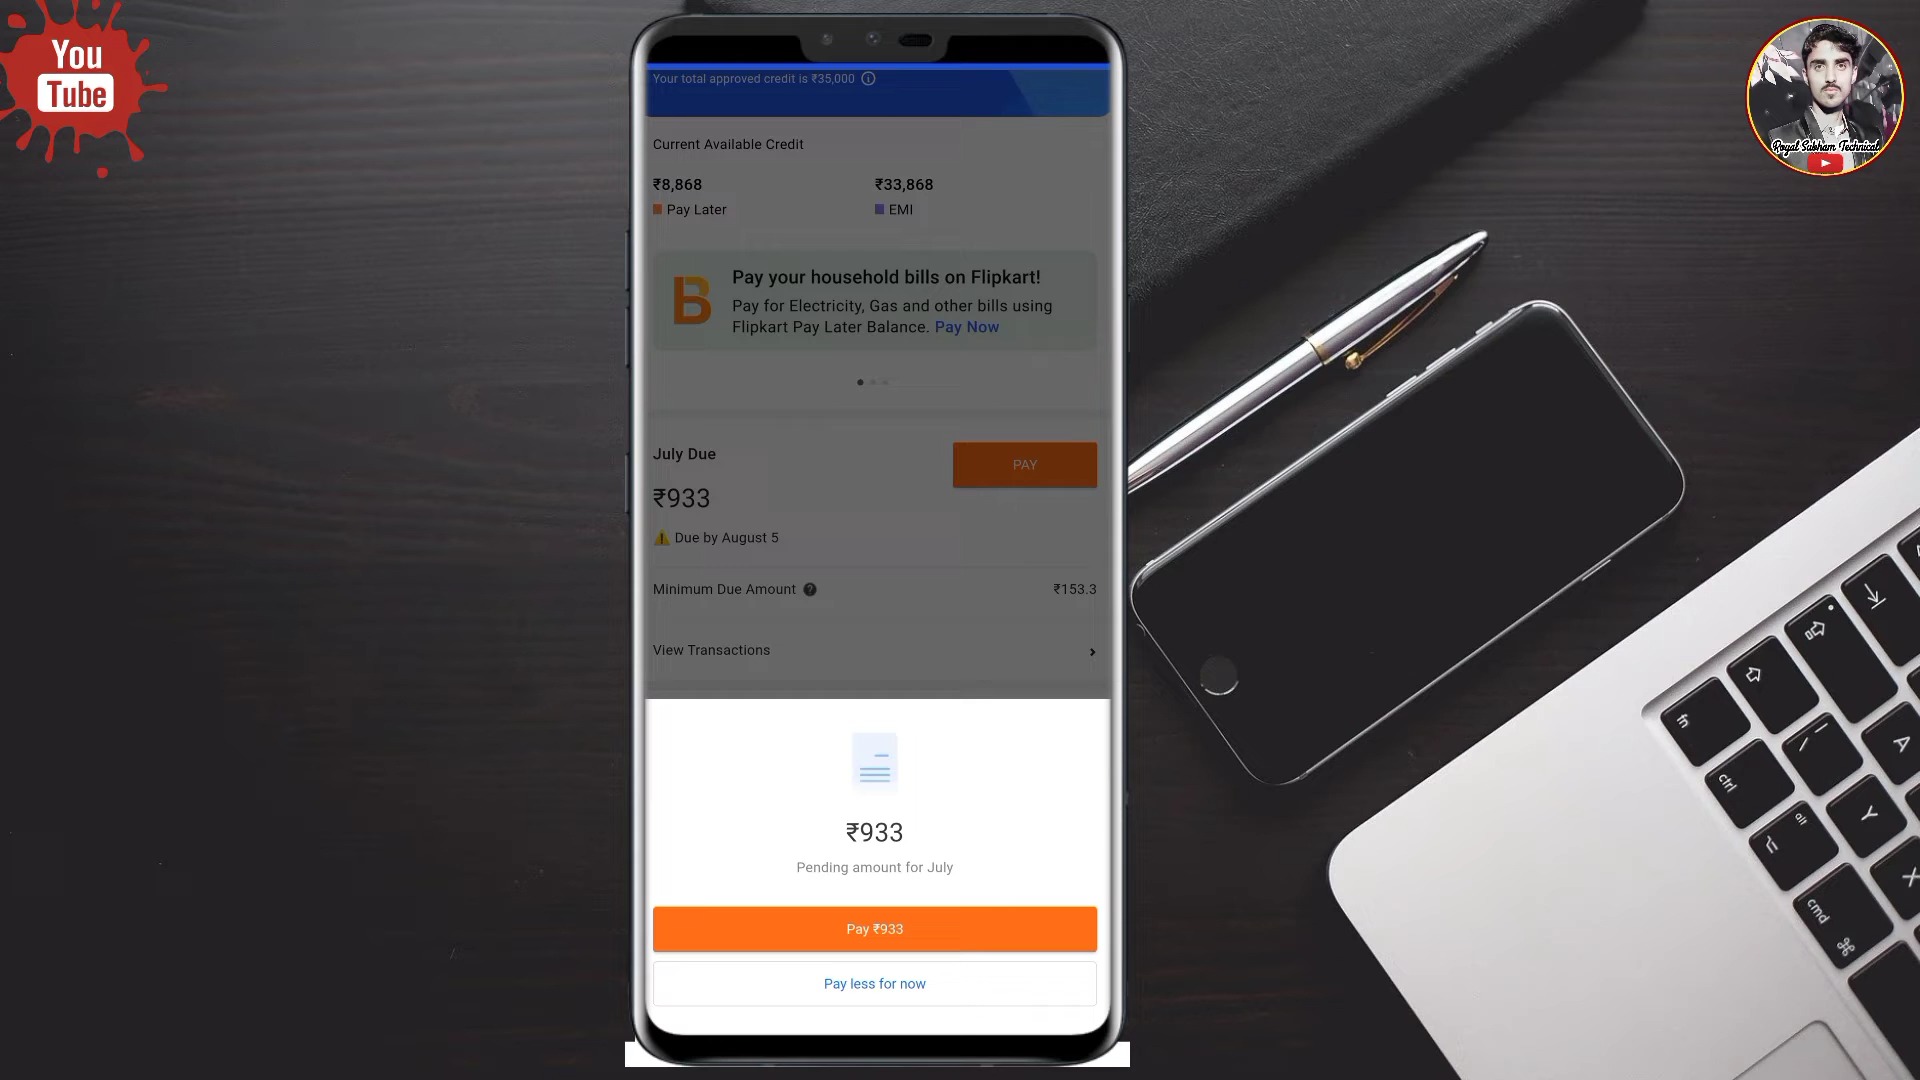 You
Tube
Royal Subham Technical
Your total approved credit is ₹35,000
Current Available Credit
₹8,868
Pay Later
₹33,868
EMI
B
Pay your household bills on Flipkart!
Pay for Electricity, Gas and other bills using
Flipkart Pay Later Balance. Pay Now
July Due
₹933
PAY
Due by August 5
Minimum Due Amount ?
₹153.3
View Transactions
₹933
Pending amount for July
Pay ₹933
Pay less for now
ctrl
alt
cmd
⌘
A
Y
X